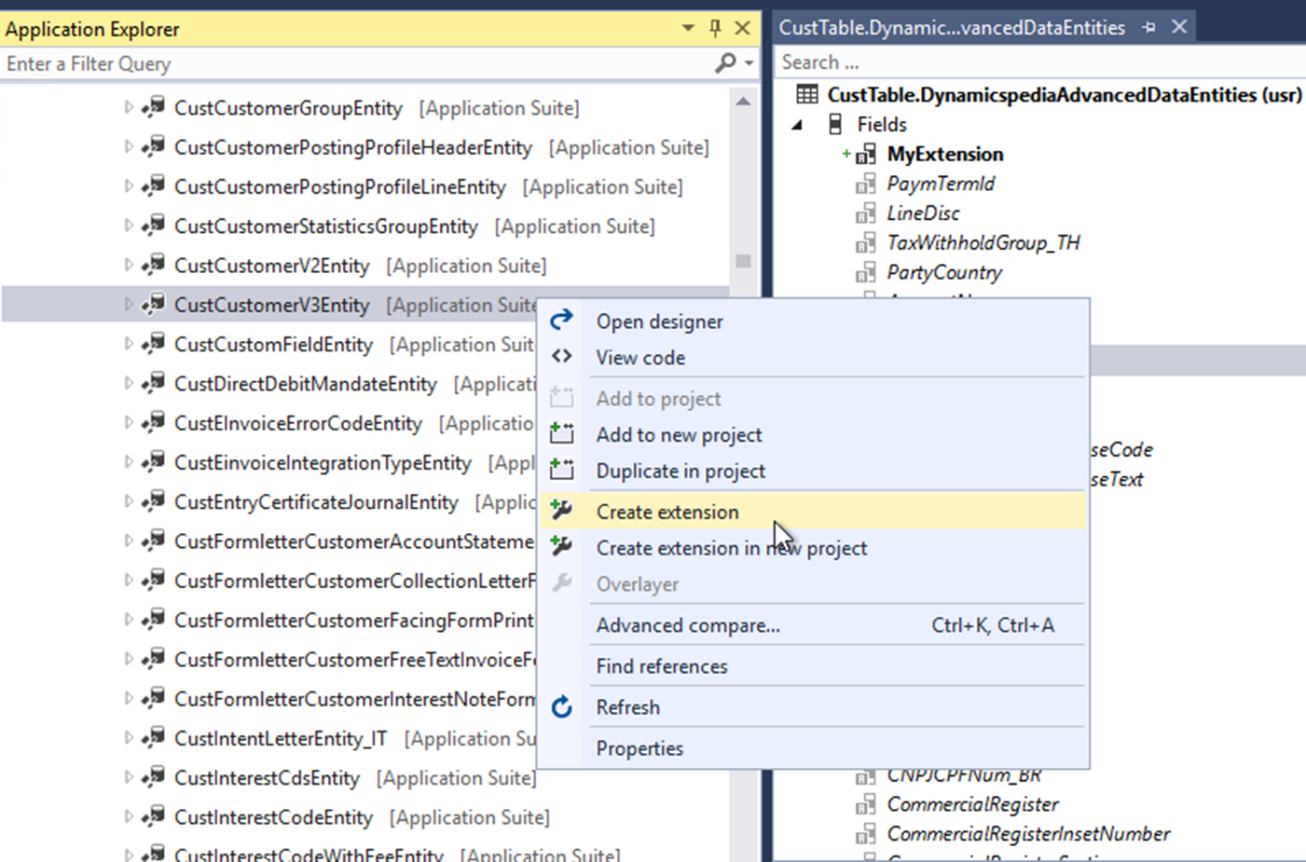 Application Explorer
Enter a Filter Query
CustCustomerGroupEntity [Application Suite]
CustCustomerPostingProfileHeaderEntity [Application Suite]
CustCustomerPostingProfileLineEntity [Application Suite]
CustCustomerStatisticsGroupEntity [Application Suite]
CustCustomerV2Entity [Application Suite]
CustCustomerV3Entity [Application Suite
CustCustomFieldEntity [Application Suit
CustDirectDebitMandateEntity [Applicati
CustEInvoiceErrorCodeEntity [Applicatio
CustEinvoiceIntegrationTypeEntity [Appl
CustEntryCertificateJournalEntity [Applic
CustFormletterCustomerAccountStateme
CustFormletterCustomerCollectionLetterF
CustFormletterCustomerFacingFormPrint
CustFormletterCustomerFreeTextInvoiceFo
CustFormletterCustomerInterestNoteForm
CustIntentLetterEntity_IT [Application Su
CustInterestCdsEntity [Application Suite]
CustInterestCodeEntity [Application Suite]
CustInterestCodeWithFeeEntity [Application Suite]
Open designer
View code
Add to project
Add to new project
Duplicate in project
Create extension
Create extension in new project
Overlayer
Advanced compare... Ctrl+K, Ctrl+A
Find references
Refresh
Properties
CustTable.Dynamic...vancedDataEntities
Search ...
CustTable.DynamicspediaAdvancedDataEntities (usr)
Fields
MyExtension
PaymTermId
LineDisc
TaxWithholdGroup_TH
PartyCountry
seCode
seText
CNPJCPFNum_BR
CommercialRegister
CommercialRegisterInsetNumber